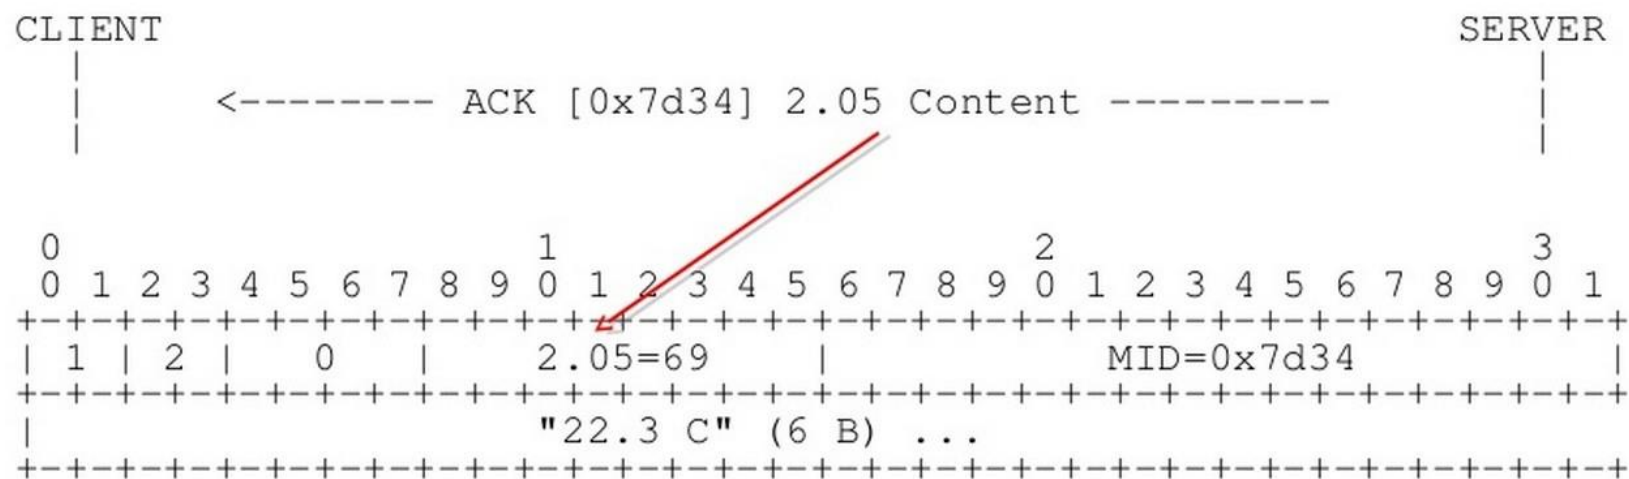 CLIENT SERVER
| |
| <-------- ACK [0x7d34] 2.05 Content --------- |
| |
0 1 2 3
0 1 2 3 4 5 6 7 8 9 0 1 2 3 4 5 6 7 8 9 0 1 2 3 4 5 6 7 8 9 0 1
+-+-+-+-+-+-+-+-+-+-+-+-+-+-+-+-+-+-+-+-+-+-+-+-+-+-+-+-+-+-+-+-+
| 1 | 2 | 0 | 2.05=69 | MID=0x7d34 |
+-+-+-+-+-+-+-+-+-+-+-+-+-+-+-+-+-+-+-+-+-+-+-+-+-+-+-+-+-+-+-+-+
| "22.3 C" (6 B) ...
+-+-+-+-+-+-+-+-+-+-+-+-+-+-+-+-+-+-+-+-+-+-+-+-+-+-+-+-+-+-+-+-+